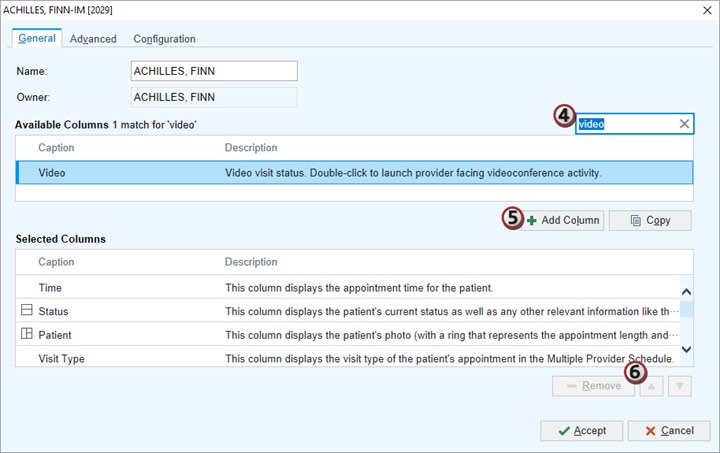 ACHILLES, FINN-IM [2029]
General Advanced Configuration
Name: ACHILLES, FINN
Owner: ACHILLES, FINN
Available Columns 1 match for 'video' 4 video
Caption Description
Video Video visit status. Double-click to launch provider facing videoconference activity.
5 Add Column Copy
Selected Columns
Caption Description
Time This column displays the appointment time for the patient.
Status This column displays the patient's current status as well as any other relevant information like th···
Patient This column displays the patient's photo (with a ring that represents the appointment length and···
Visit Type This column displays the visit type of the patient's appointment in the Multiple Provider Schedule.
Remove 6
Accept Cancel